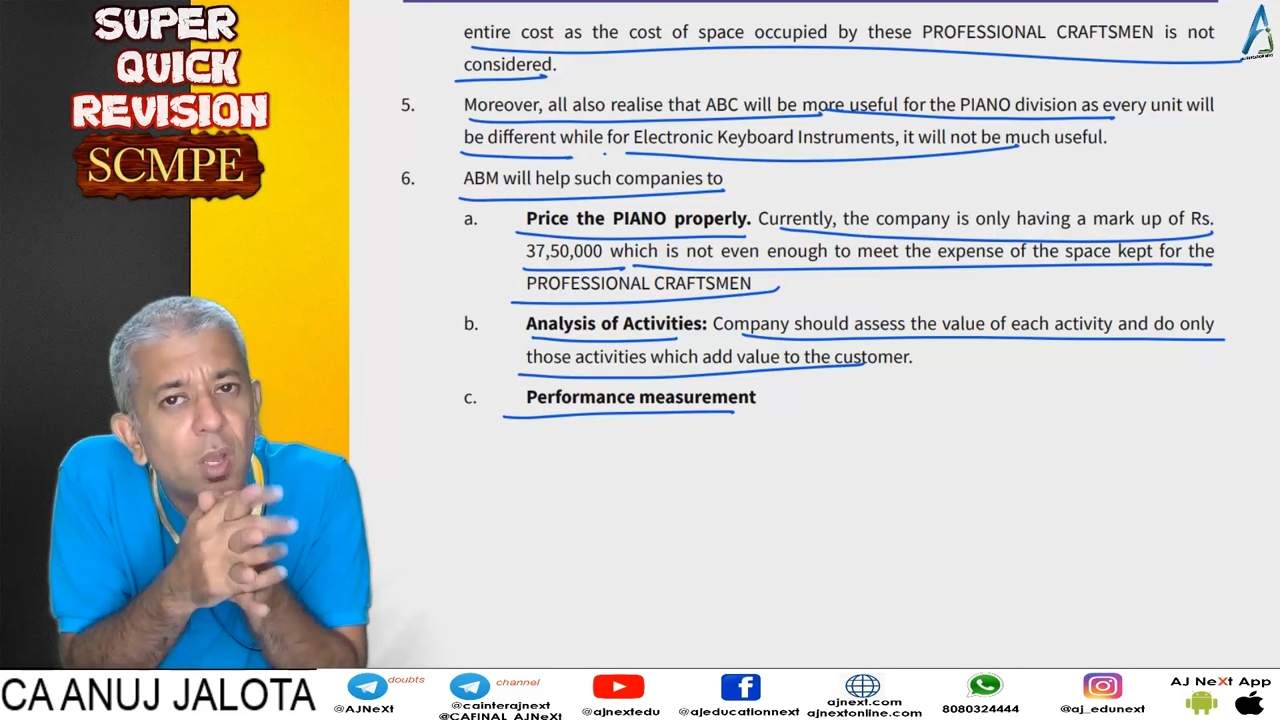 SUPER
QUICK
REVISION
SCMPE
entire cost as the cost of space occupied by these PROFESSIONAL CRAFTSMEN is not
considered.
5. Moreover, all also realise that ABC will be more useful for the PIANO division as every unit will
be different while for Electronic Keyboard Instruments, it will not be much useful.
6. ABM will help such companies to
a. Price the PIANO properly. Currently, the company is only having a mark up of Rs.
37,50,000 which is not even enough to meet the expense of the space kept for the
PROFESSIONAL CRAFTSMEN
b. Analysis of Activities: Company should assess the value of each activity and do only
those activities which add value to the customer.
c. Performance measurement
CA ANUJ JALOTA
doubts
@AJNeXt
channel
@cainterajnext
@CAFINAL_AJNeXt
@ajnextedu
@ajeducationnext
ajnext.com
ajnextonline.com
8080324444
@aj_edunext
AJ NeXt App